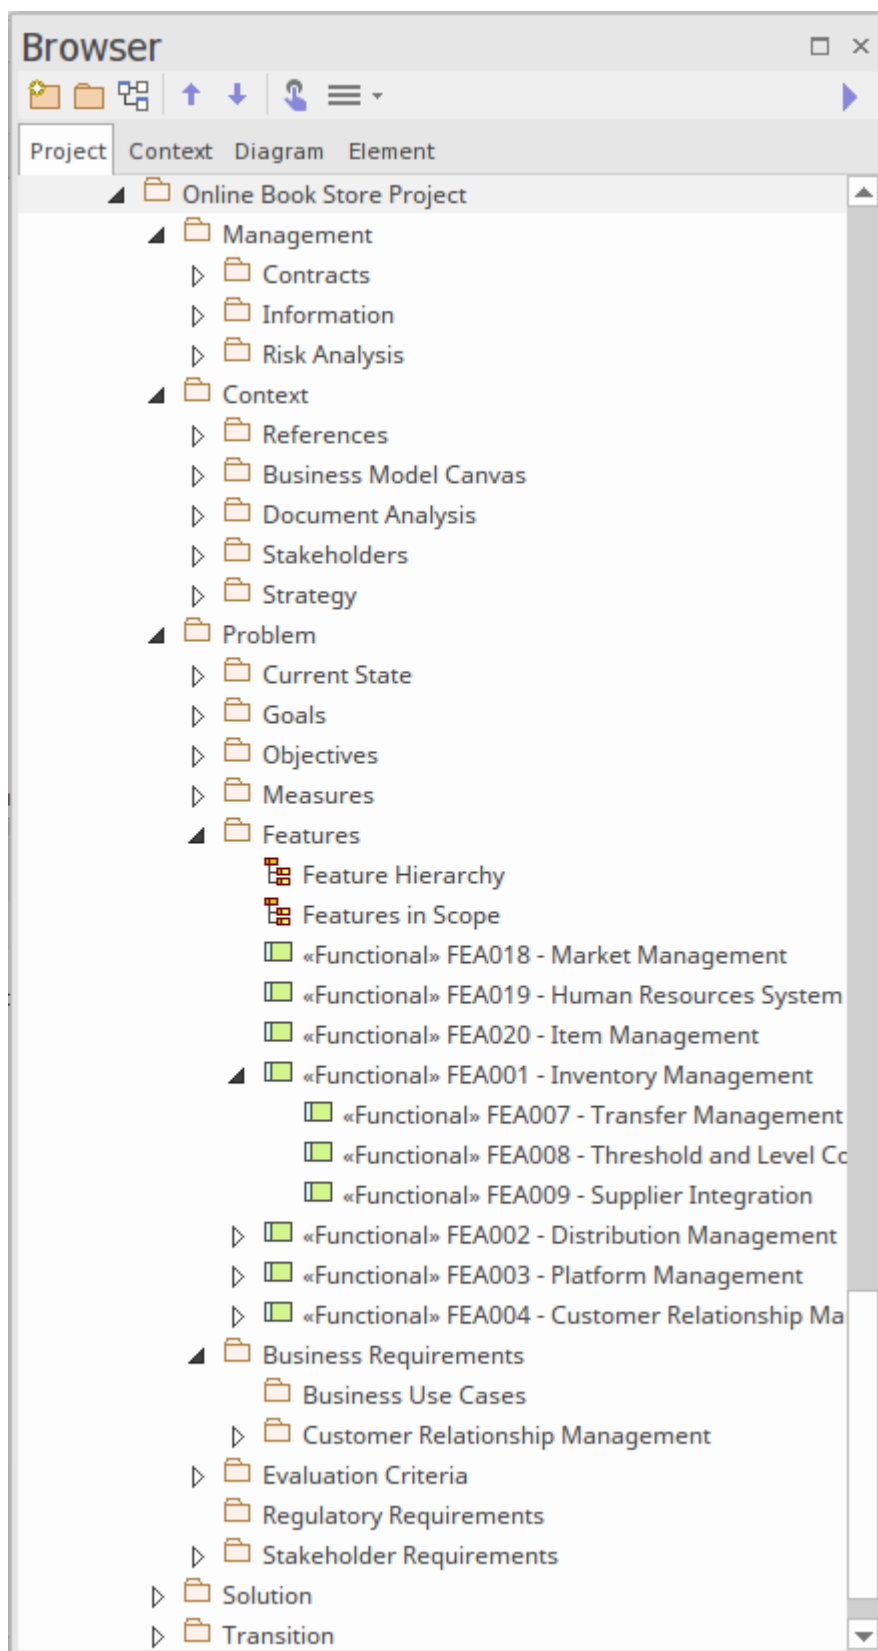 Browser
Project Context Diagram Element
Online Book Store Project
Management
Contracts
Information
Risk Analysis
Context
References
Business Model Canvas
Document Analysis
Stakeholders
Strategy
Problem
Current State
Goals
Objectives
Measures
Features
Feature Hierarchy
Features in Scope
«Functional» FEA018 - Market Management
«Functional» FEA019 - Human Resources System
«Functional» FEA020 - Item Management
«Functional» FEA001 - Inventory Management
«Functional» FEA007 - Transfer Management
«Functional» FEA008 - Threshold and Level Co
«Functional» FEA009 - Supplier Integration
«Functional» FEA002 - Distribution Management
«Functional» FEA003 - Platform Management
«Functional» FEA004 - Customer Relationship Ma
Business Requirements
Business Use Cases
Customer Relationship Management
Evaluation Criteria
Regulatory Requirements
Stakeholder Requirements
Solution
Transition